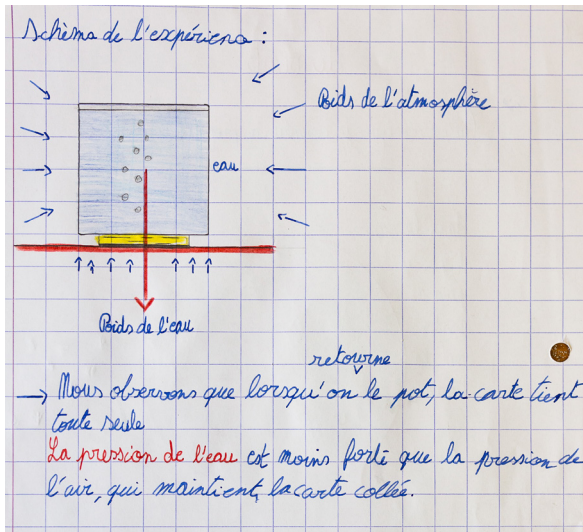 Schèma de l'expérienc :
Poids de l'atmosphère
eau
Poids de l'eau
retourne
→ Nous observons que lorsqu'on le pot, la carte tient
toute seule
La pression de l'eau est moins forte que la pression de
l'air, qui maintient la carte collée.